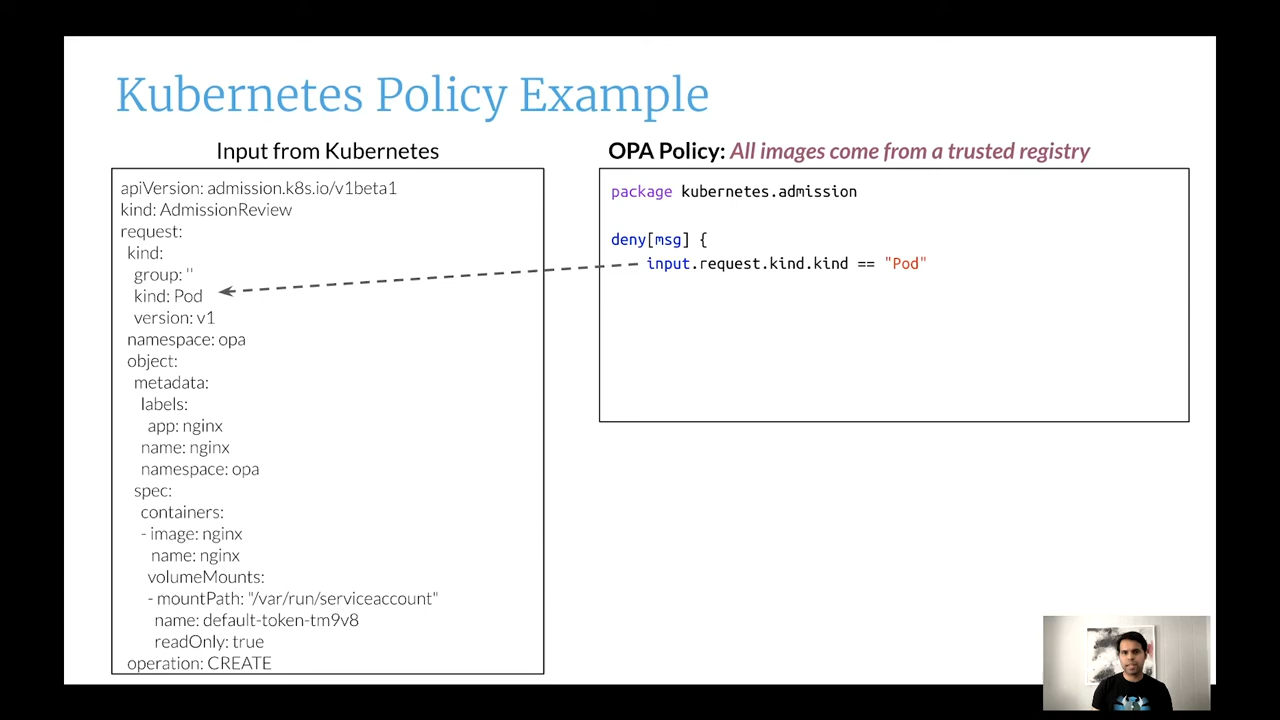 Kubernetes Policy Example
Input from Kubernetes
apiVersion: admission.k8s.io/v1beta1
kind: AdmissionReview
request:
kind:
group: ''
kind: Pod
version: v1
namespace: opa
object:
metadata:
labels:
app: nginx
name: nginx
namespace: opa
spec:
containers:
- image: nginx
name: nginx
volumeMounts:
- mountPath: "/var/run/serviceaccount"
name: default-token-tm9v8
readOnly: true
operation: CREATE
OPA Policy: All images come from a trusted registry
package kubernetes.admission
deny[msg] {
input.request.kind.kind == "Pod"